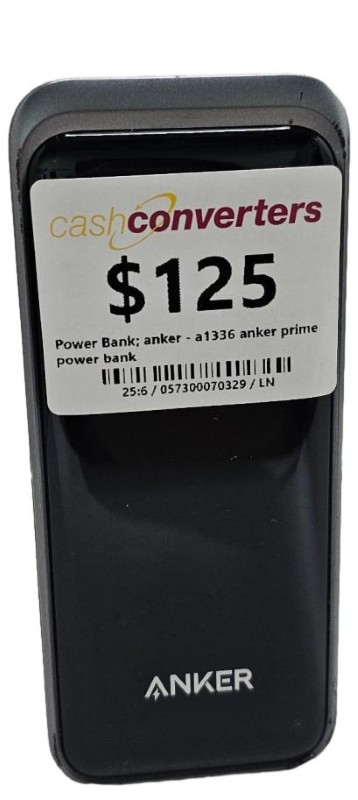 cashconverters
$125
Power Bank; anker - a1336 anker prime
power bank
25:6 / 057300070329 / LN
ANKER